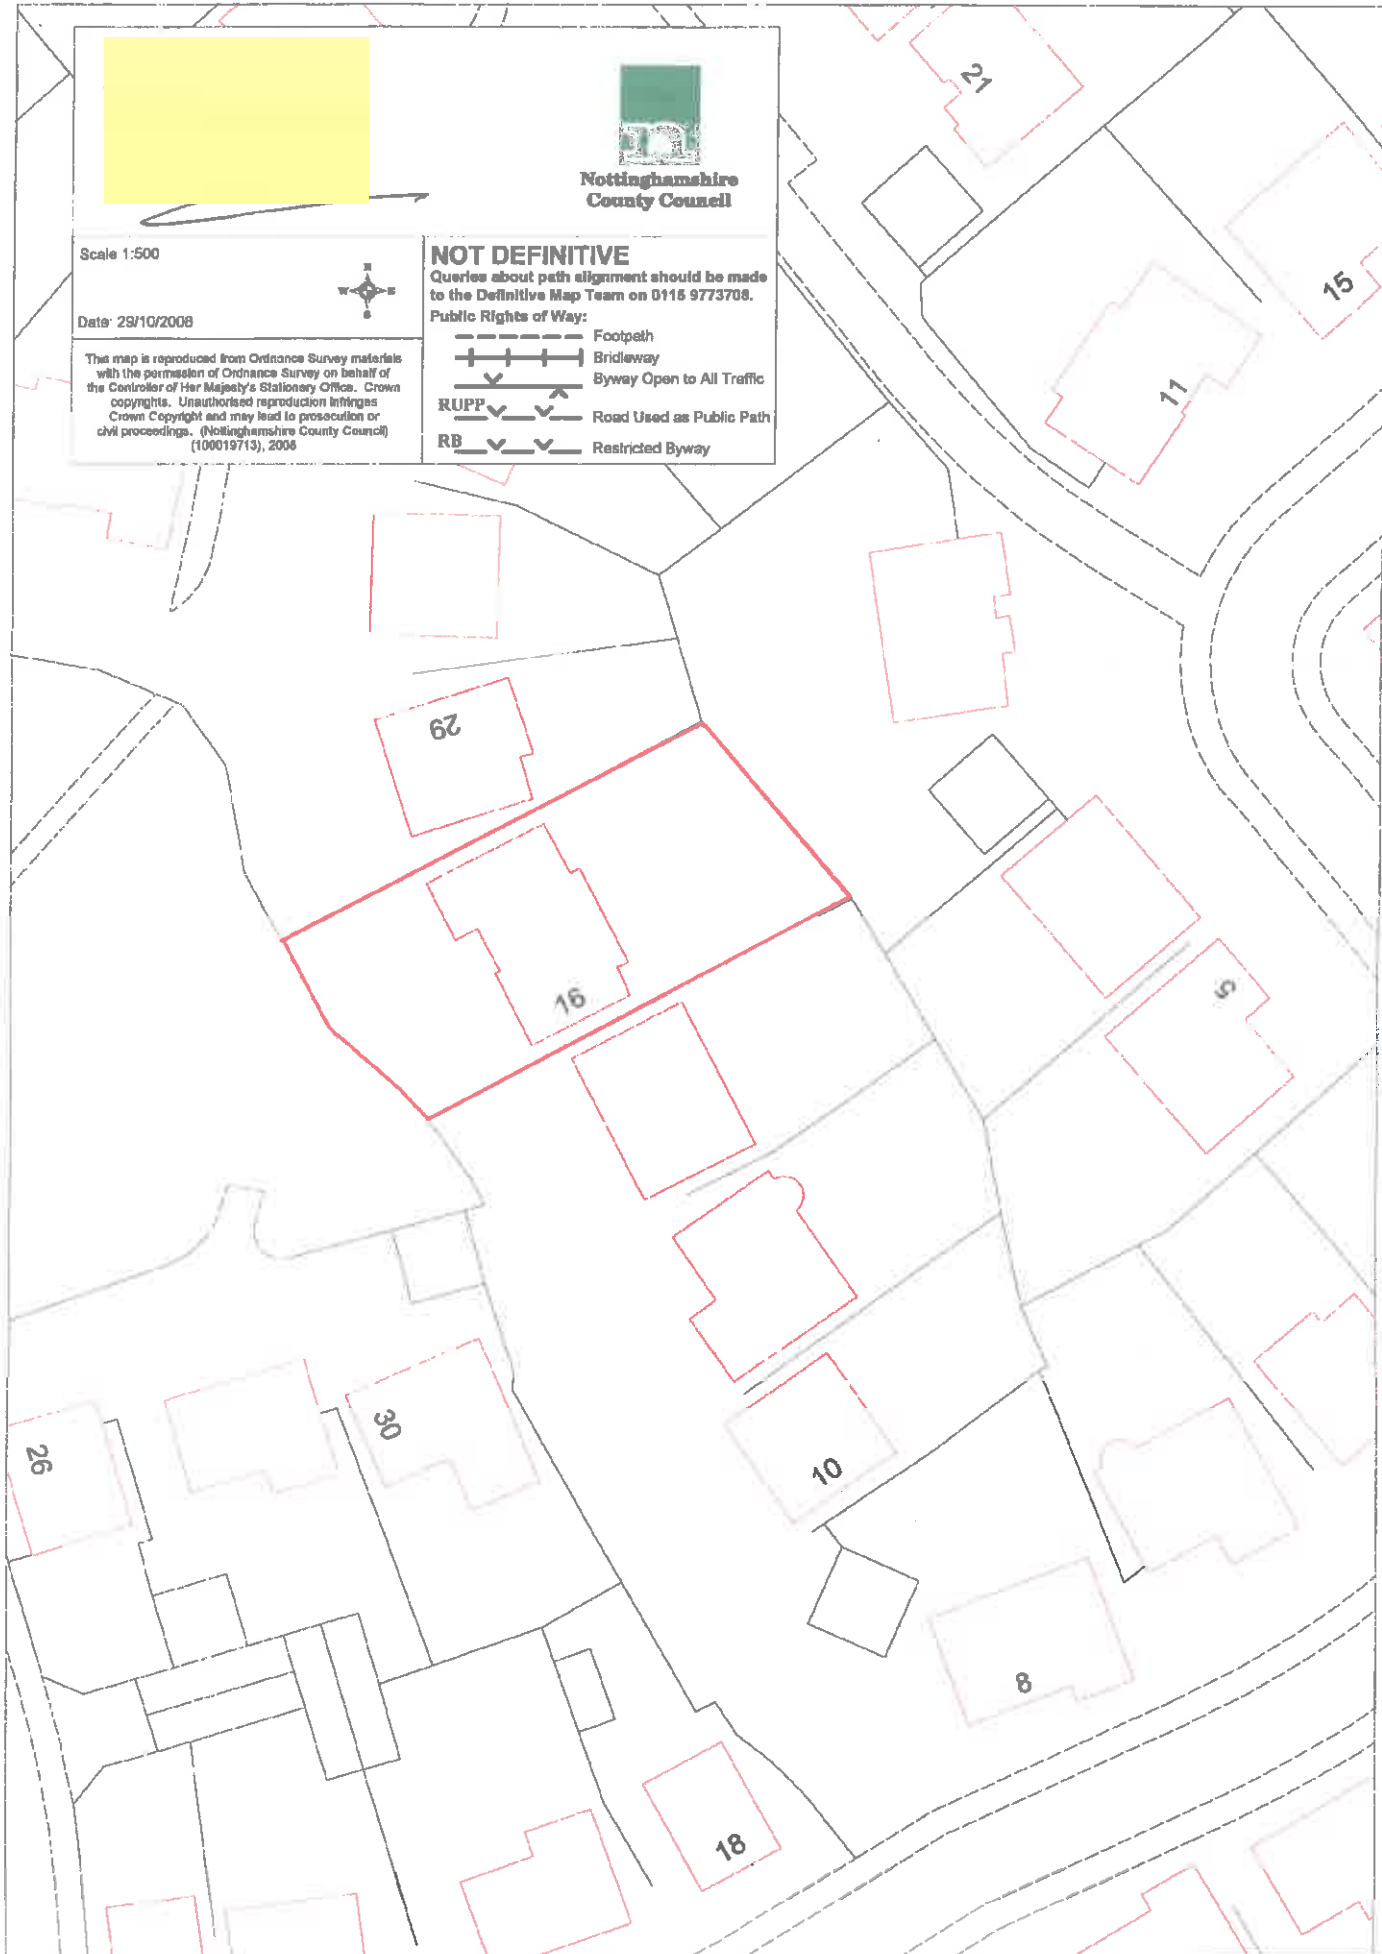 Nottinghamshire
County Council
Scale 1:500
N
W E
S
Date: 29/10/2008
This map is reproduced from Ordnance Survey materials
with the permission of Ordnance Survey on behalf of
the Controller of Her Majesty's Stationery Office. Crown
copyrights. Unauthorised reproduction infringes
Crown Copyright and may lead to prosecution or
civil proceedings. (Nottinghamshire County Council)
(100019713), 2008
NOT DEFINITIVE
Queries about path alignment should be made
to the Definitive Map Team on 0115 9773708.
Public Rights of Way:
Footpath
Bridleway
Byway Open to All Traffic
RUPP Road Used as Public Path
RB Restricted Byway
21
15
11
29
16
9
30
26
10
8
18